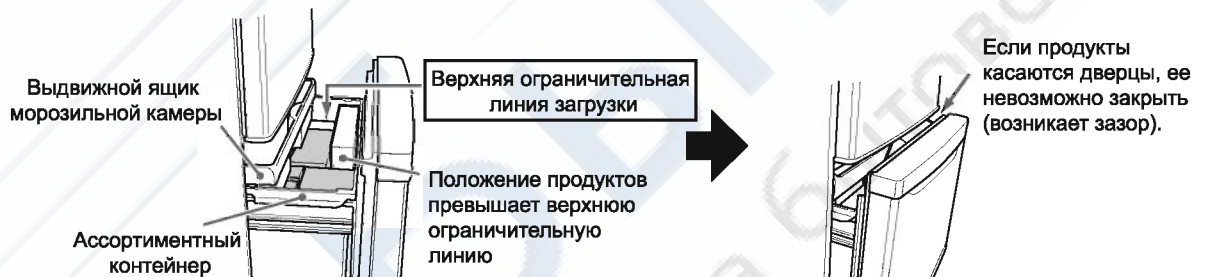 Выдвижной ящик
морозильной камеры
Верхняя ограничительная
линия загрузки
Положение продуктов
превышает верхнюю
ограничительную
линию
Ассортиментный
контейнер
Если продукты
касаются дверцы, ее
невозможно закрыть
(возникает зазор).